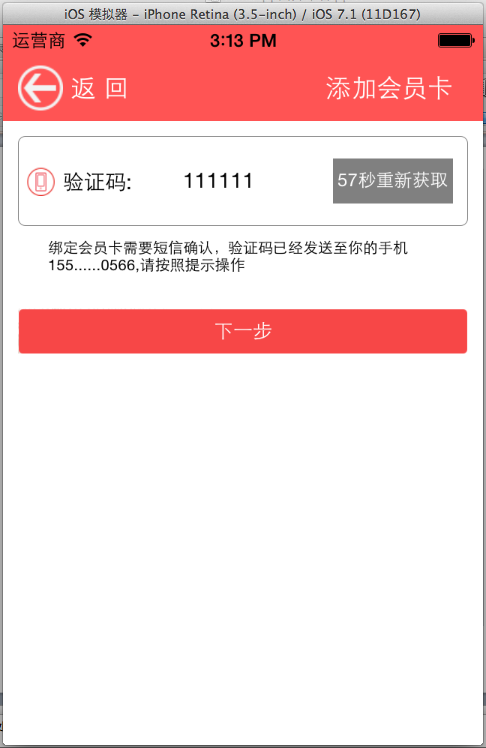 iOS 模拟器 - iPhone Retina (3.5-inch) / iOS 7.1 (11D167)
运营商 3:13 PM
返 回 添加会员卡
验证码: 111111 57秒重新获取
绑定会员卡需要短信确认，验证码已经发送至你的手机
155......0566,请按照提示操作
下一步